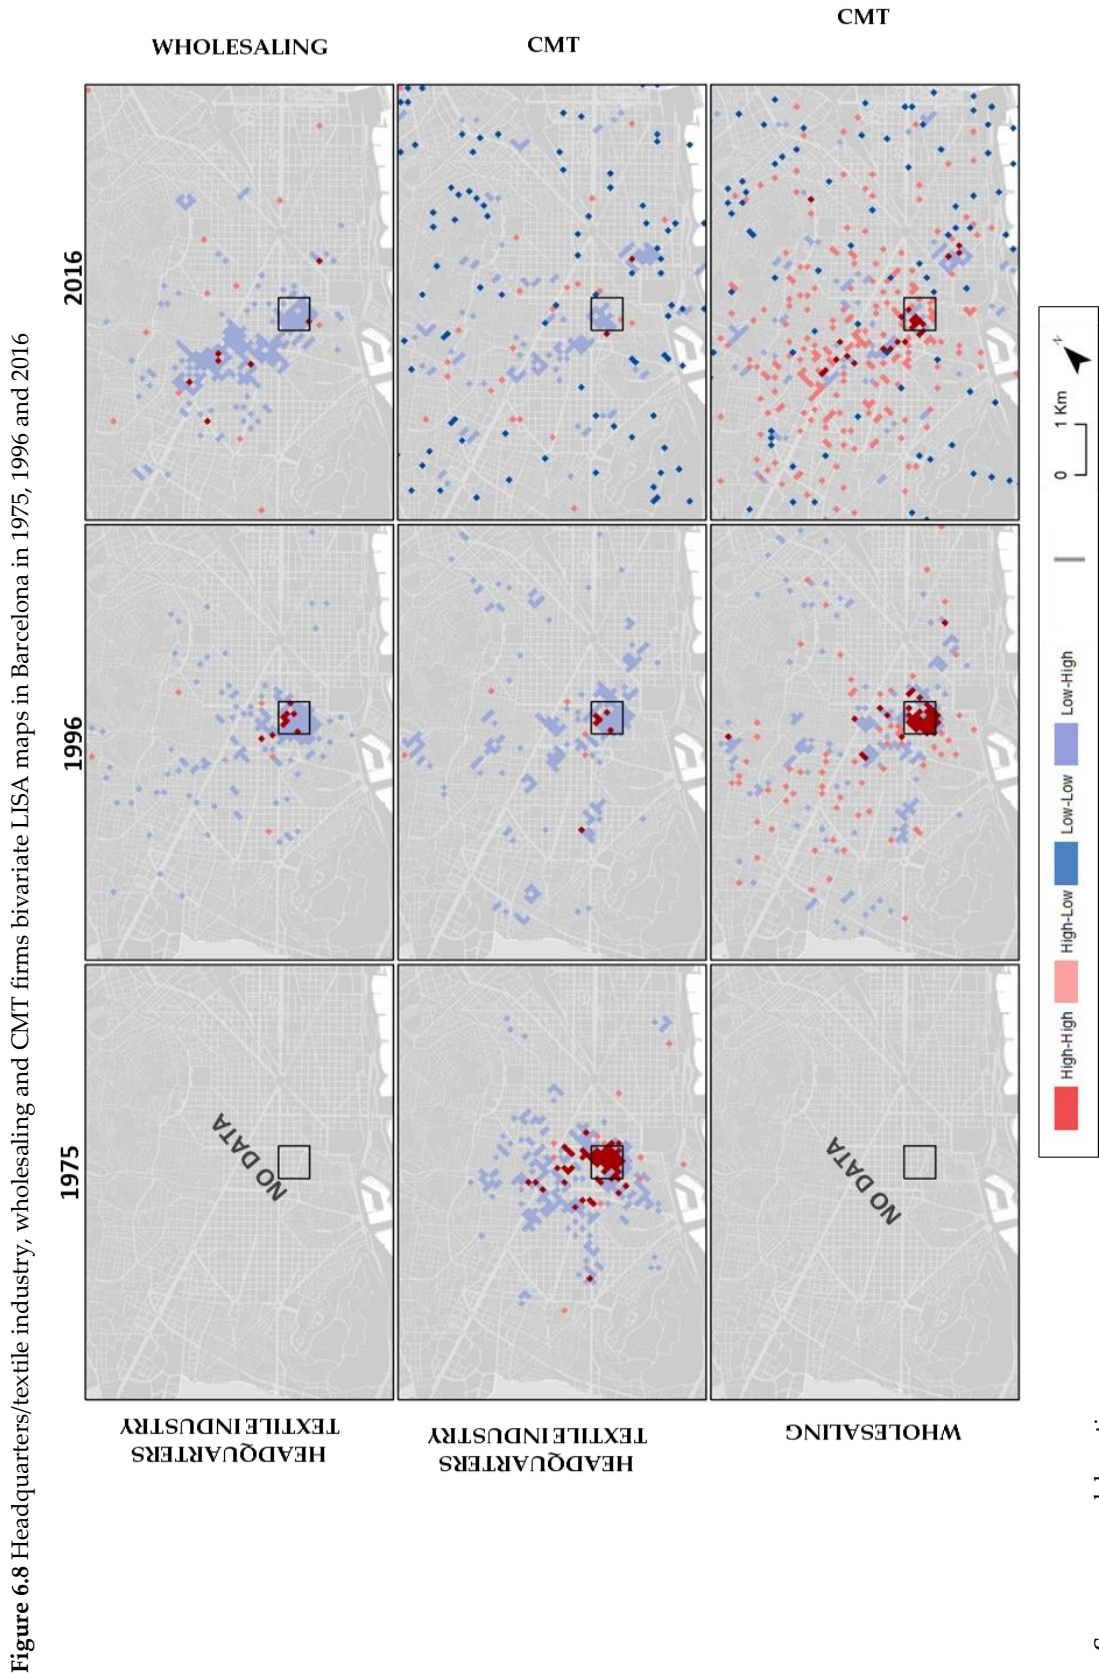 Figure 6.8 Headquarters/textile industry, wholesaling and CMT firms bivariate LISA maps in Barcelona in 1975, 1996 and 2016
1975
1996
2016
HEADQUARTERS
TEXTILE INDUSTRY
NO DATA
WHOLESALING
HEADQUARTERS
TEXTILE INDUSTRY
CMT
WHOLESALING
NO DATA
CMT
High-High
High-Low
Low-Low
Low-High
0
1 Km
N